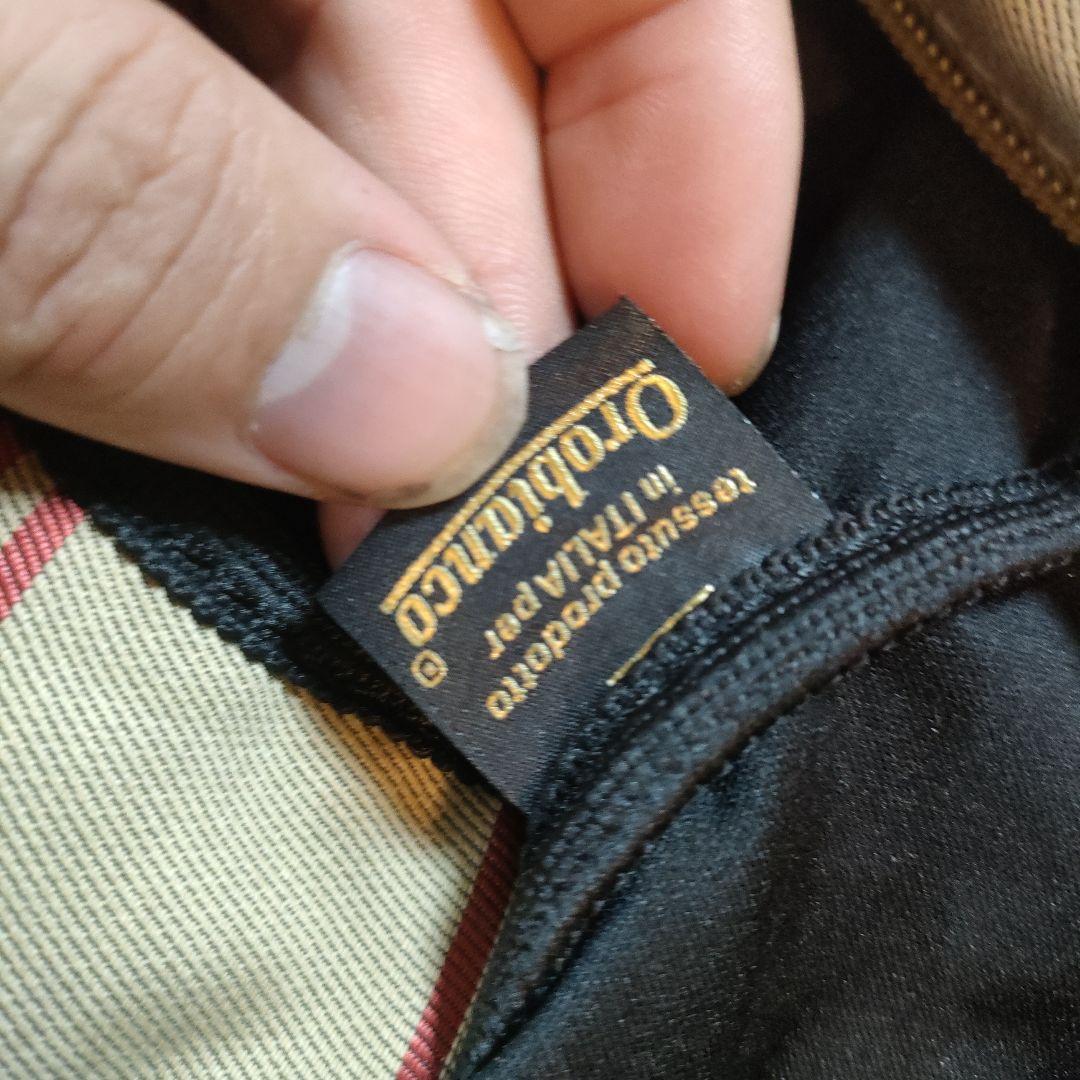 tessuto prodotto
in ITALIA per
Orobianco ©